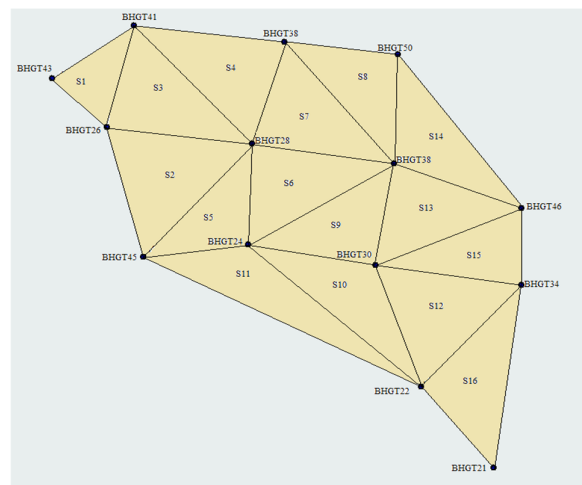 BHGT41
BHGT38
BHGT50
BHGT43
S1
S3
S4
S7
S8
BHGT26
BHGT28
S14
BHGT38
S2
S6
S5
S9
S13
BHGT46
BHGT24
BHGT45
BHGT30
S15
S11
S10
BHGT34
S12
BHGT22
S16
BHGT21